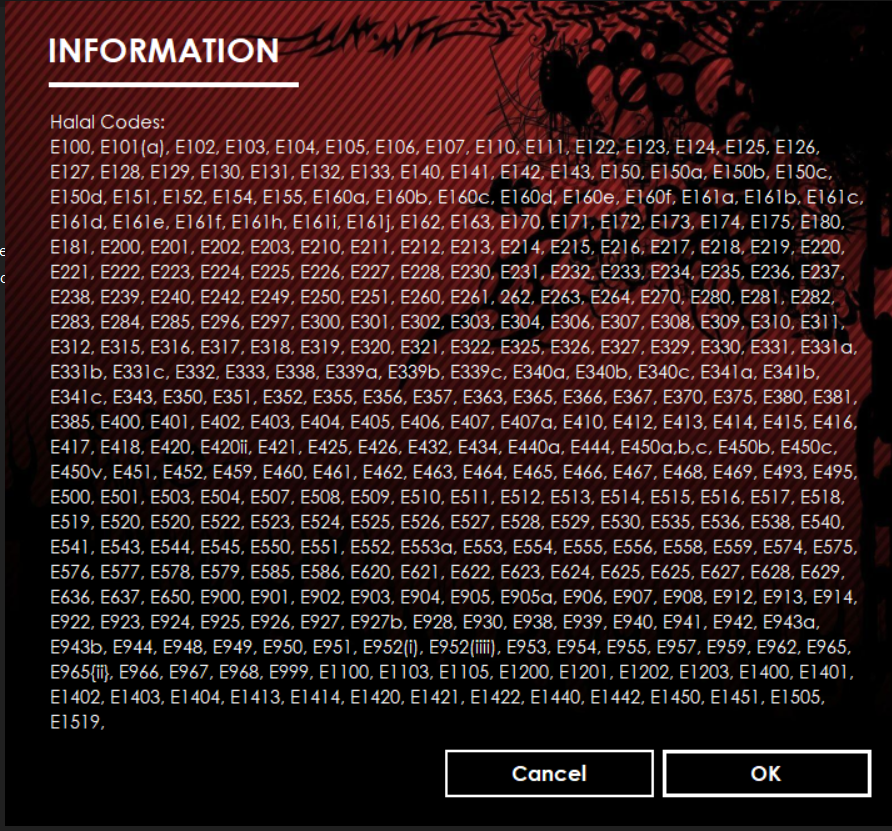 INFORMATION
Halal Codes:
E100, E101(a), E102, E103, E104, E105, E106, E107, E110, E111, E122, E123, E124, E125, E126,
E127, E128, E129, E130, E131, E132, E133, E140, E141, E142, E143, E150, E150a, E150b, E150c,
E150d, E151, E152, E154, E155, E160a, E160b, E160c, E160d, E160e, E160f, E161a, E161b, E161c,
E161d, E161e, E161f, E161h, E161i, E161j, E162, E163, E170, E171, E172, E173, E174, E175, E180,
E181, E200, E201, E202, E203, E210, E211, E212, E213, E214, E215, E216, E217, E218, E219, E220,
E221, E222, E223, E224, E225, E226, E227, E228, E230, E231, E232, E233, E234, E235, E236, E237,
E238, E239, E240, E242, E249, E250, E251, E260, E261, 262, E263, E264, E270, E280, E281, E282,
E283, E284, E285, E296, E297, E300, E301, E302, E303, E304, E306, E307, E308, E309, E310, E311,
E312, E315, E316, E317, E318, E319, E320, E321, E322, E325, E326, E327, E329, E330, E331, E331a,
E331b, E331c, E332, E333, E338, E339a, E339b, E339c, E340a, E340b, E340c, E341a, E341b,
E341c, E343, E350, E351, E352, E355, E356, E357, E363, E365, E366, E367, E370, E375, E380, E381,
E385, E400, E401, E402, E403, E404, E405, E406, E407, E407a, E410, E412, E413, E414, E415, E416,
E417, E418, E420, E420ii, E421, E425, E426, E432, E434, E440a, E444, E450a,b,c, E450b, E450c,
E450v, E451, E452, E459, E460, E461, E462, E463, E464, E465, E466, E467, E468, E469, E493, E495,
E500, E501, E503, E504, E507, E508, E509, E510, E511, E512, E513, E514, E515, E516, E517, E518,
E519, E520, E520, E522, E523, E524, E525, E526, E527, E528, E529, E530, E535, E536, E538, E540,
E541, E543, E544, E545, E550, E551, E552, E553a, E553, E554, E555, E556, E558, E559, E574, E575,
E576, E577, E578, E579, E585, E586, E620, E621, E622, E623, E624, E625, E625, E627, E628, E629,
E636, E637, E650, E900, E901, E902, E903, E904, E905, E905a, E906, E907, E908, E912, E913, E914,
E922, E923, E924, E925, E926, E927, E927b, E928, E930, E938, E939, E940, E941, E942, E943a,
E943b, E944, E948, E949, E950, E951, E952(i), E952(iiii), E953, E954, E955, E957, E959, E962, E965,
E965{ii}, E966, E967, E968, E999, E1100, E1103, E1105, E1200, E1201, E1202, E1203, E1400, E1401,
E1402, E1403, E1404, E1413, E1414, E1420, E1421, E1422, E1440, E1442, E1450, E1451, E1505,
E1519,
Cancel OK